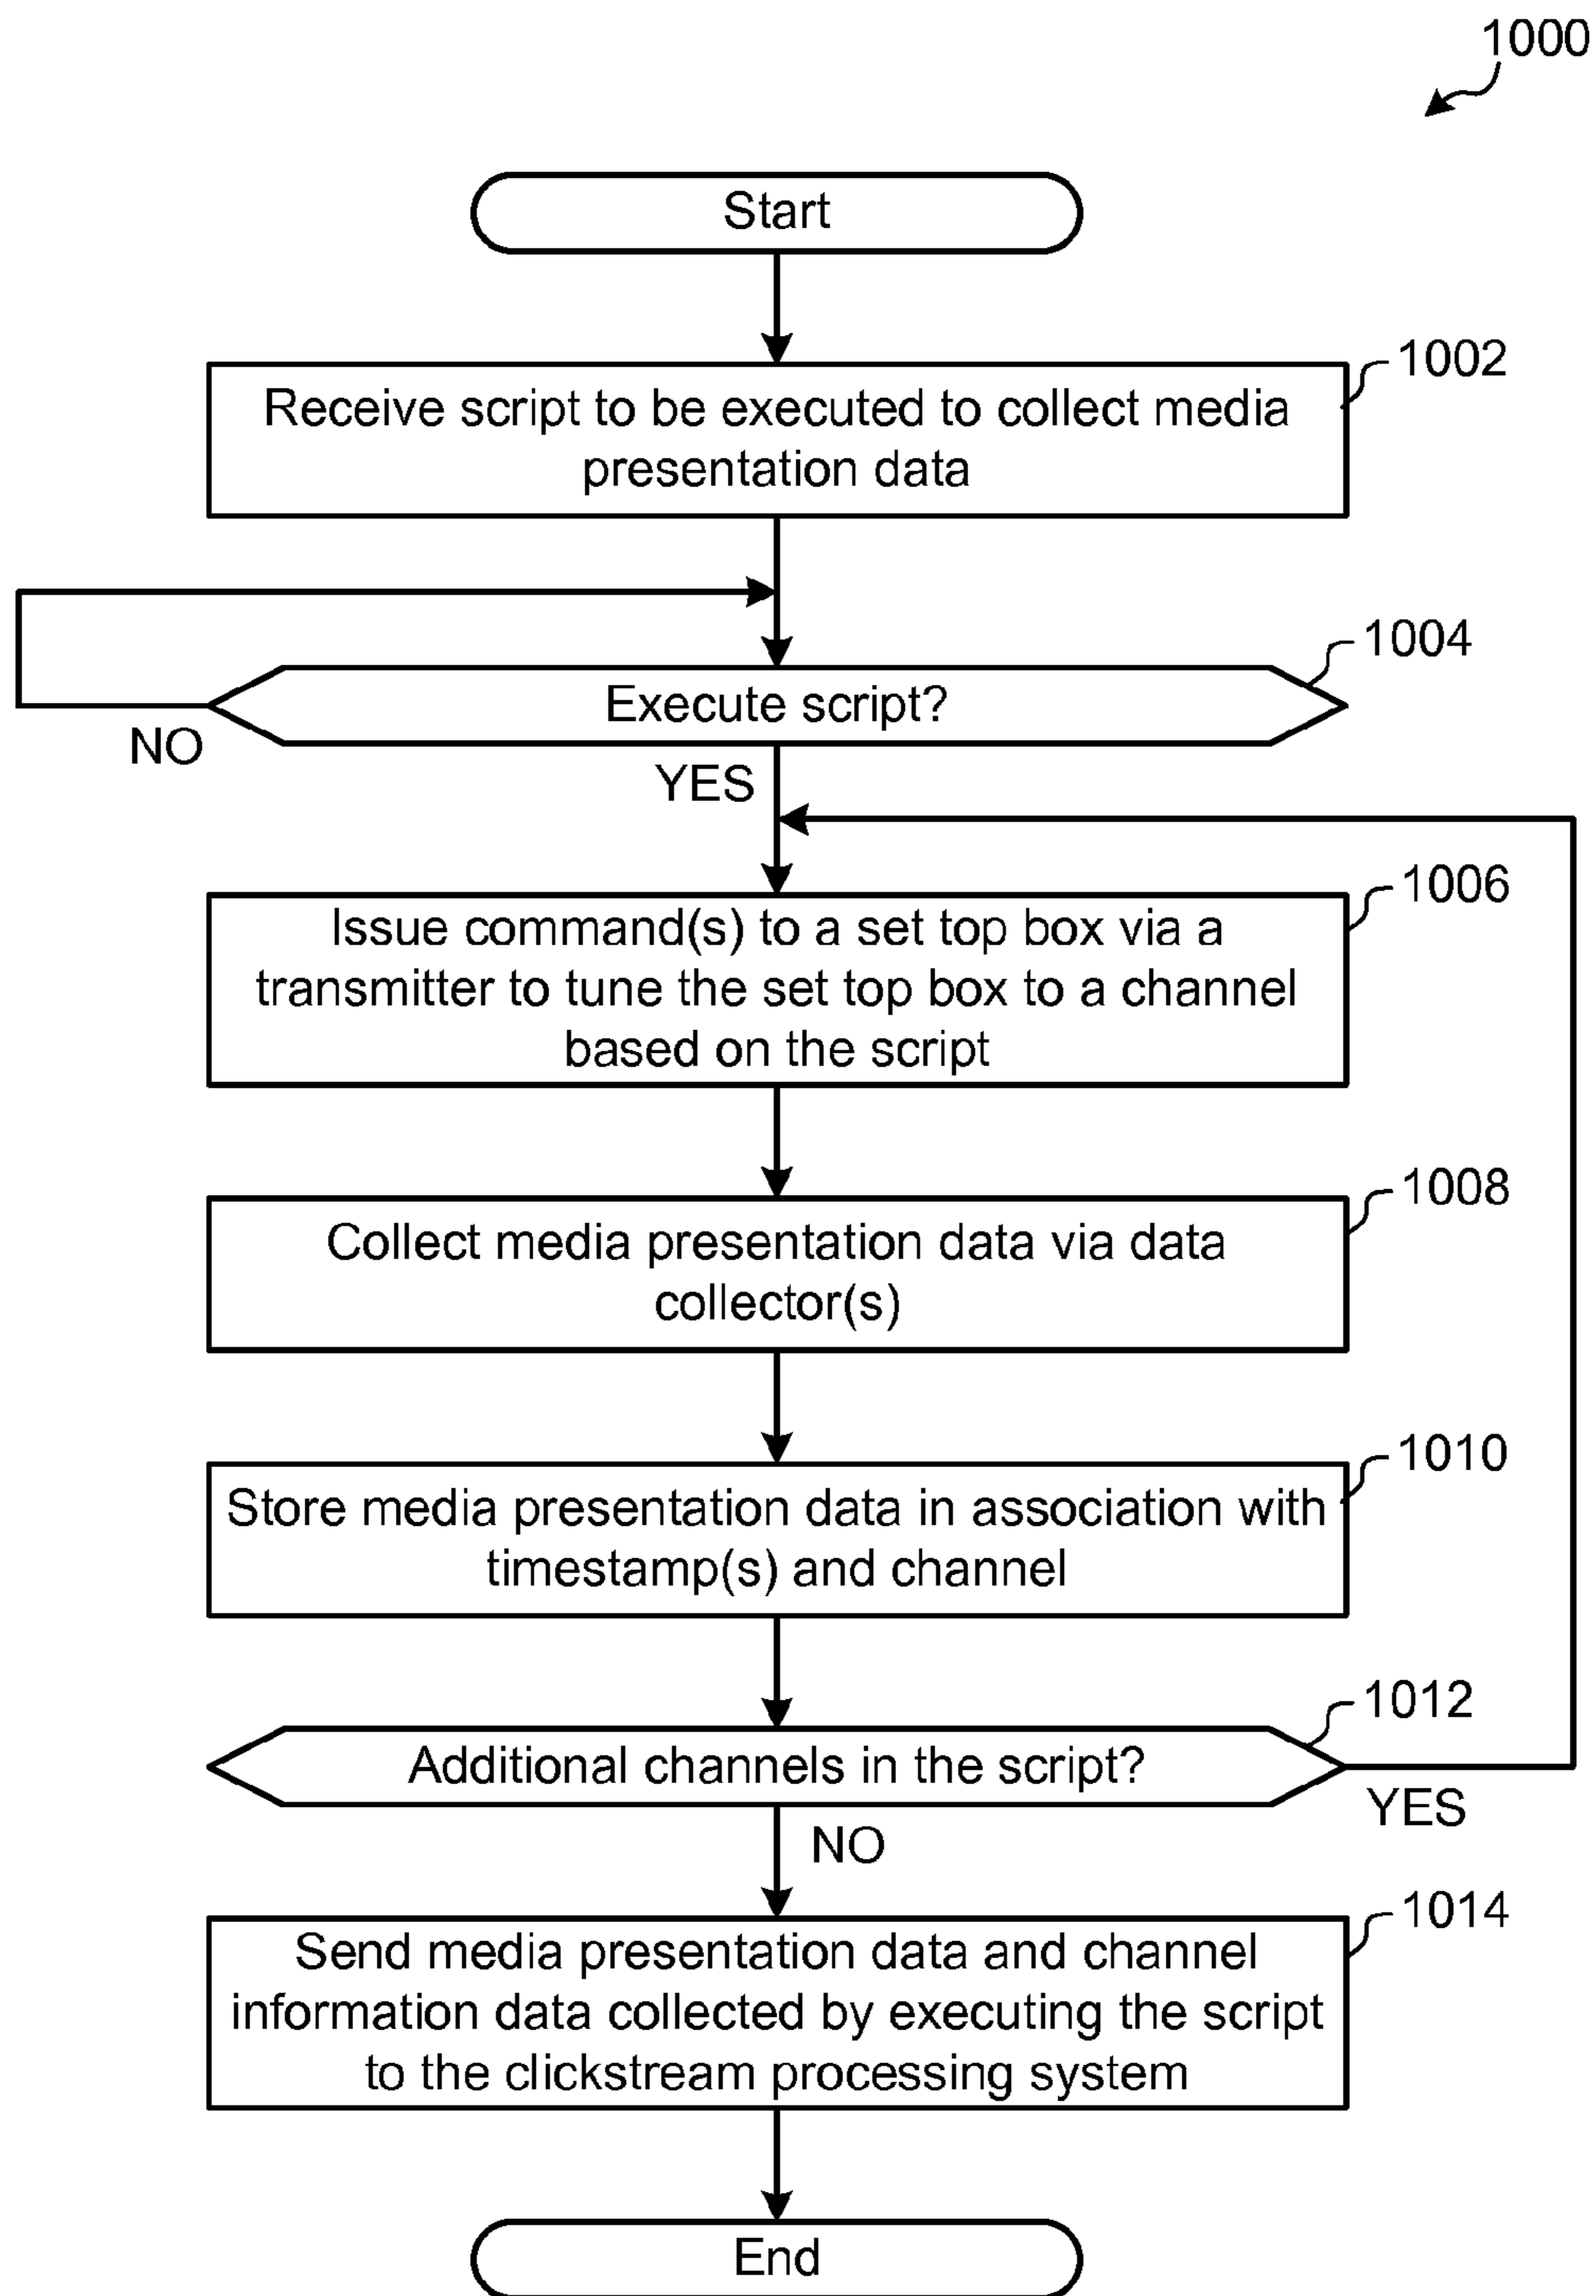 1000
Start
1002
Receive script to be executed to collect media
presentation data
1004
Execute script?
NO
YES
1006
Issue command(s) to a set top box via a
transmitter to tune the set top box to a channel
based on the script
1008
Collect media presentation data via data
collector(s)
1010
Store media presentation data in association with
timestamp(s) and channel
1012
Additional channels in the script?
YES
NO
1014
Send media presentation data and channel
information data collected by executing the script
to the clickstream processing system
End